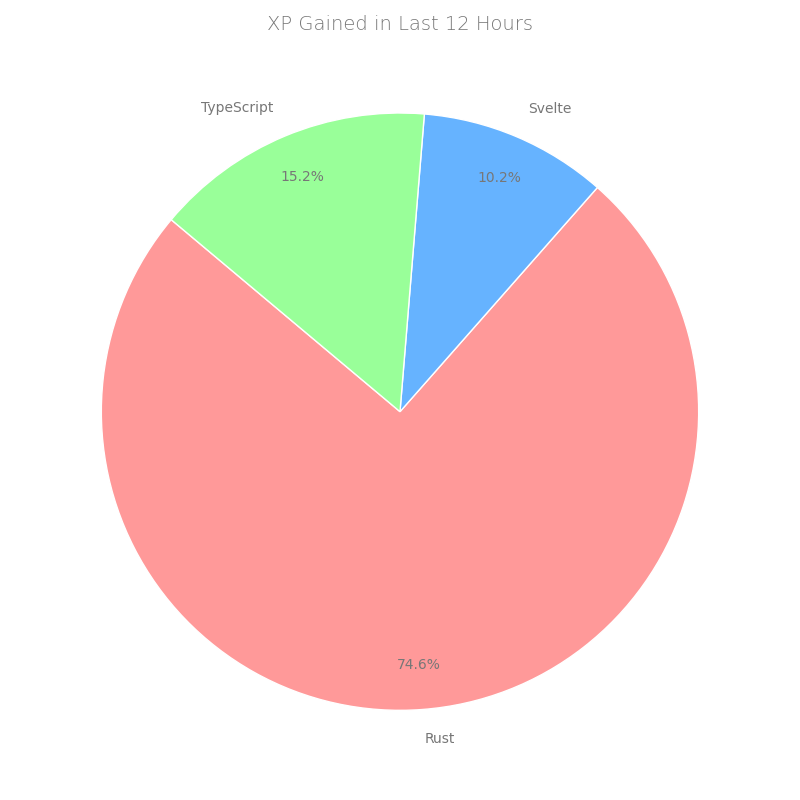 XP Gained in Last 12 Hours
TypeScript
Svelte
15.2%
10.2%
74.6%
Rust